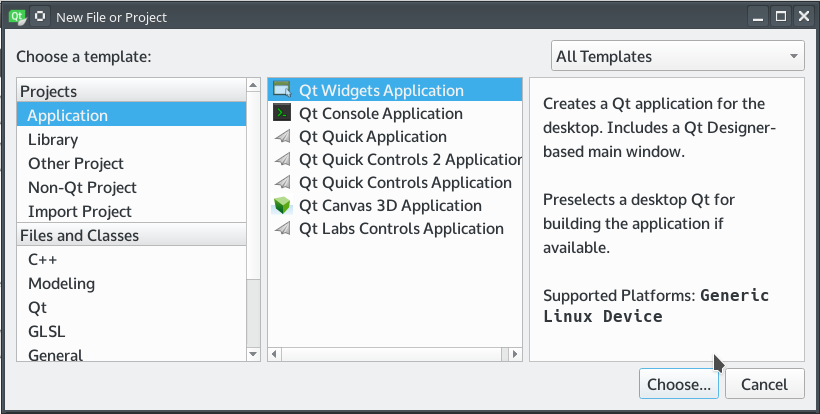 New File or Project
Choose a template:
All Templates
Projects
Application
Library
Other Project
Non-Qt Project
Import Project
Files and Classes
C++
Modeling
Qt
GLSL
General
Qt Widgets Application
Qt Console Application
Qt Quick Application
Qt Quick Controls 2 Application
Qt Quick Controls Application
Qt Canvas 3D Application
Qt Labs Controls Application
Creates a Qt application for the
desktop. Includes a Qt Designer-
based main window.
Preselects a desktop Qt for
building the application if
available.
Supported Platforms: Generic
Linux Device
Choose...
Cancel